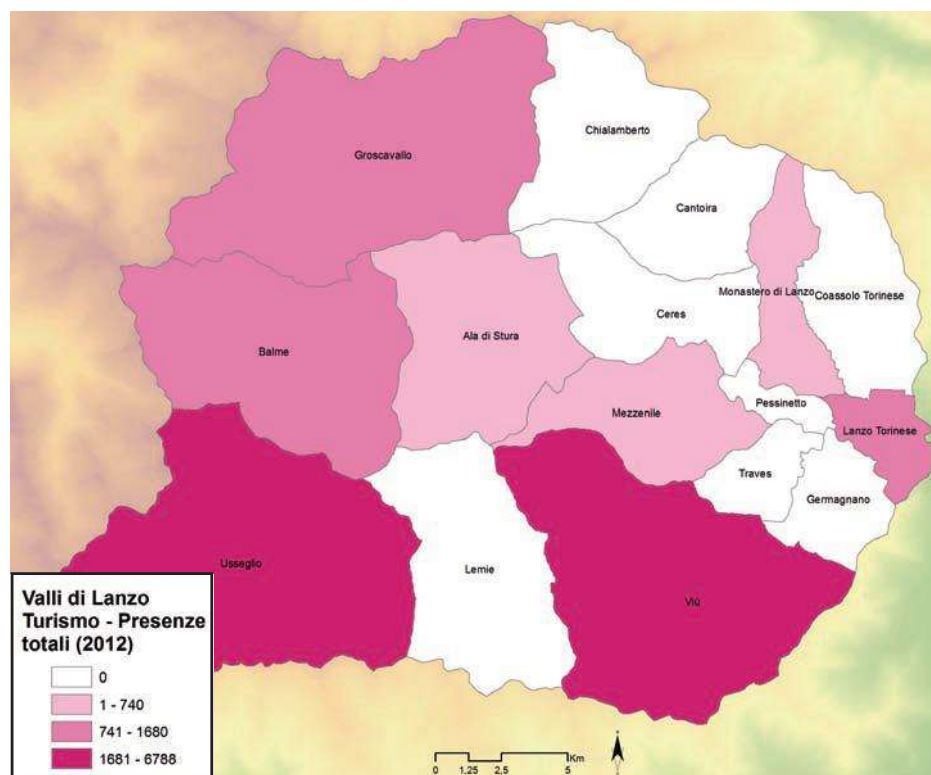 Chialamberto
Groscavallo
Cantoira
Monastero di Lanzo
Coassolo Torinese
Ceres
Ala di Stura
Balme
Pessinetto
Mezzenile
Lanzo Torinese
Traves
Germagnano
Usseglio
Lemie
Viù
Valli di Lanzo
Turismo - Presenze
totali (2012)
0
1 - 740
741 - 1680
1681 - 6788
Km
0 1,25 2,5 5